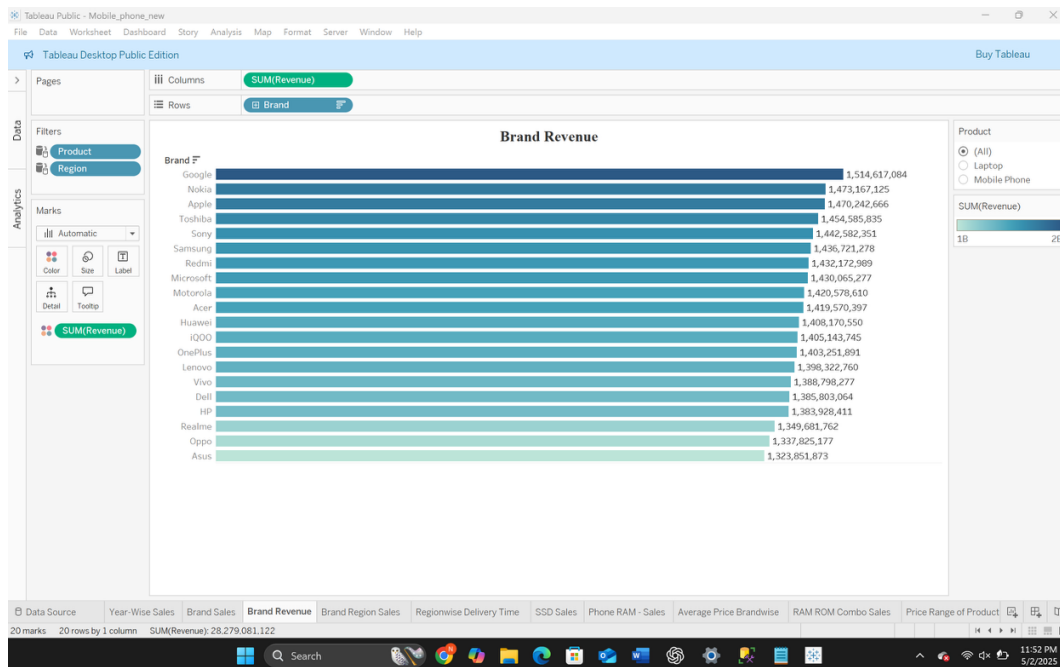 Tableau Public - Mobile_phone_new
File Data Worksheet Dashboard Story Analysis Map Format Server Window Help
Tableau Desktop Public Edition
Buy Tableau
Pages
Columns
SUM(Revenue)
Rows
Brand
Data
Analytics
Filters
Product
Region
Marks
Automatic
Color
Size
Label
Detail
Tooltip
SUM(Revenue)
Brand Revenue
Brand
Google 1,514,617,084
Nokia 1,473,167,125
Apple 1,470,242,666
Toshiba 1,454,585,835
Sony 1,442,582,351
Samsung 1,436,721,278
Redmi 1,432,172,989
Microsoft 1,430,065,277
Motorola 1,420,578,610
Acer 1,419,570,397
Huawei 1,408,170,550
iQOO 1,405,143,745
OnePlus 1,403,251,891
Lenovo 1,398,322,760
Vivo 1,388,798,277
Dell 1,385,803,064
HP 1,383,928,411
Realme 1,349,681,762
Oppo 1,337,825,177
Asus 1,323,851,873
Product
(All)
Laptop
Mobile Phone
SUM(Revenue)
1B
Data Source Year-Wise Sales Brand Sales Brand Revenue Brand Region Sales Regionwise Delivery Time SSD Sales Phone RAM - Sales Average Price Brandwise RAM ROM Combo Sales Price Range of Product
20 marks 20 rows by 1 column SUM(Revenue): 28,279,081,122
Search
11:52 PM
5/2/2025